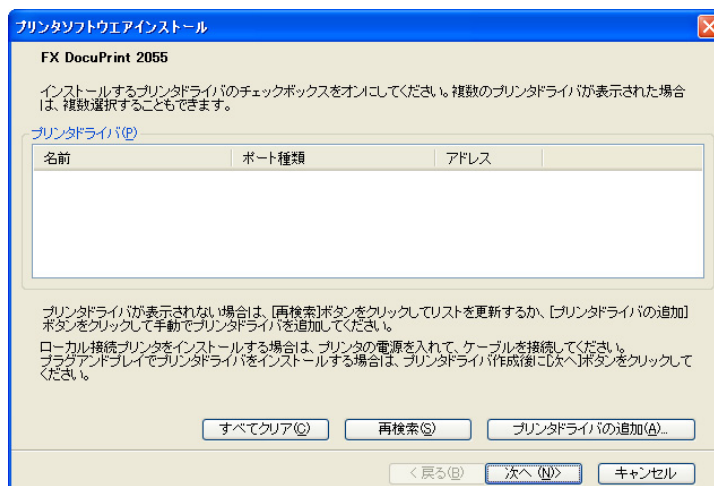 プリンタソフトウエアインストール
FX DocuPrint 2055
インストールするプリンタドライバのチェックボックスをオンにしてください。複数のプリンタドライバが表示された場合
は、複数選択することもできます。
プリンタドライバ(P)
名前 ポート種類 アドレス
プリンタドライバが表示されない場合は、[再検索]ボタンをクリックしてリストを更新するか、[プリンタドライバの追加]
ボタンをクリックして手動でプリンタドライバを追加してください。
ローカル接続プリンタをインストールする場合は、プリンタの電源を入れて、ケーブルを接続してください。
プラグアンドプレイでプリンタドライバをインストールする場合は、プリンタドライバ作成後に[次へ]ボタンをクリックして
ください。
すべてクリア(C) 再検索(S) プリンタドライバの追加(A)...
< 戻る(B) 次へ (N)> キャンセル